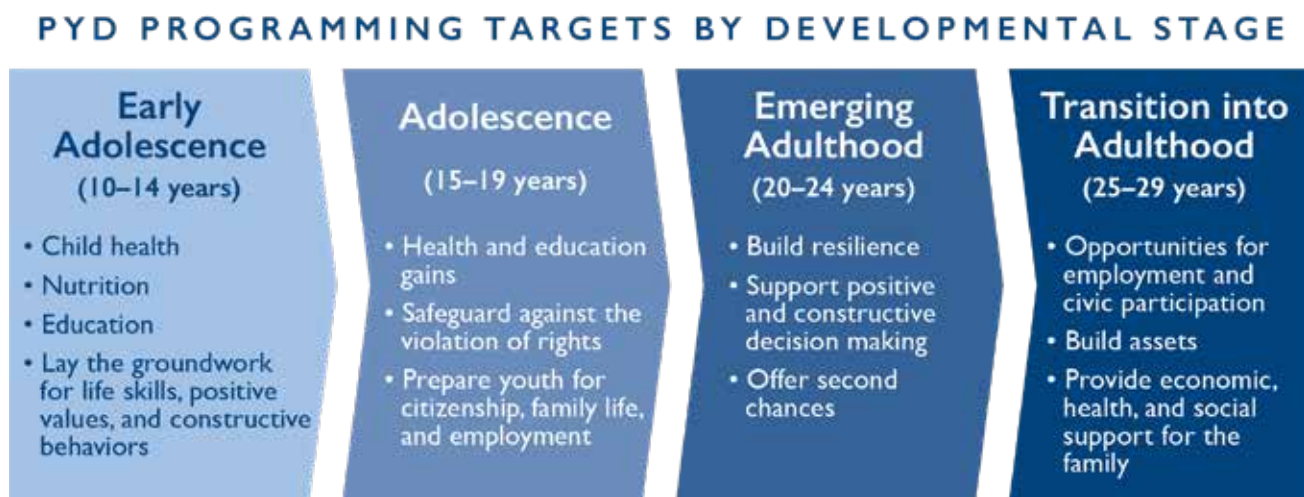 PYD PROGRAMMING TARGETS BY DEVELOPMENTAL STAGE
Early
Adolescence
(10–14 years)
• Child health
• Nutrition
• Education
• Lay the groundwork
for life skills, positive
values, and constructive
behaviors
Adolescence
(15–19 years)
• Health and education
gains
• Safeguard against the
violation of rights
• Prepare youth for
citizenship, family life,
and employment
Emerging
Adulthood
(20–24 years)
• Build resilience
• Support positive
and constructive
decision making
• Offer second
chances
Transition into
Adulthood
(25–29 years)
• Opportunities for
employment and
civic participation
• Build assets
• Provide economic,
health, and social
support for the
family